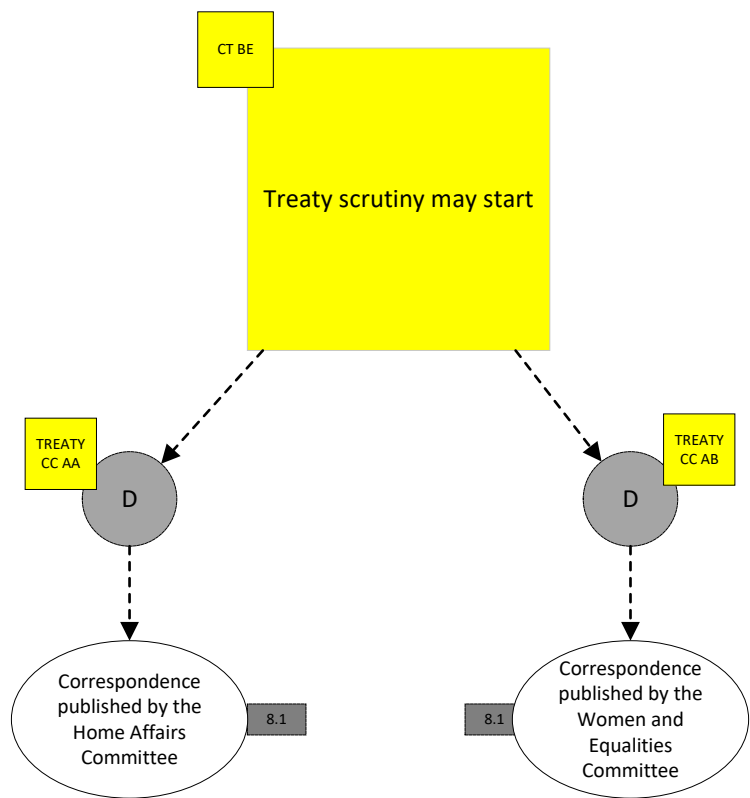 CT BE
Treaty scrutiny may start
TREATY
CC AA
D
TREATY
CC AB
D
Correspondence
published by the
Home Affairs
Committee
8.1
8.1
Correspondence
published by the
Women and
Equalities
Committee